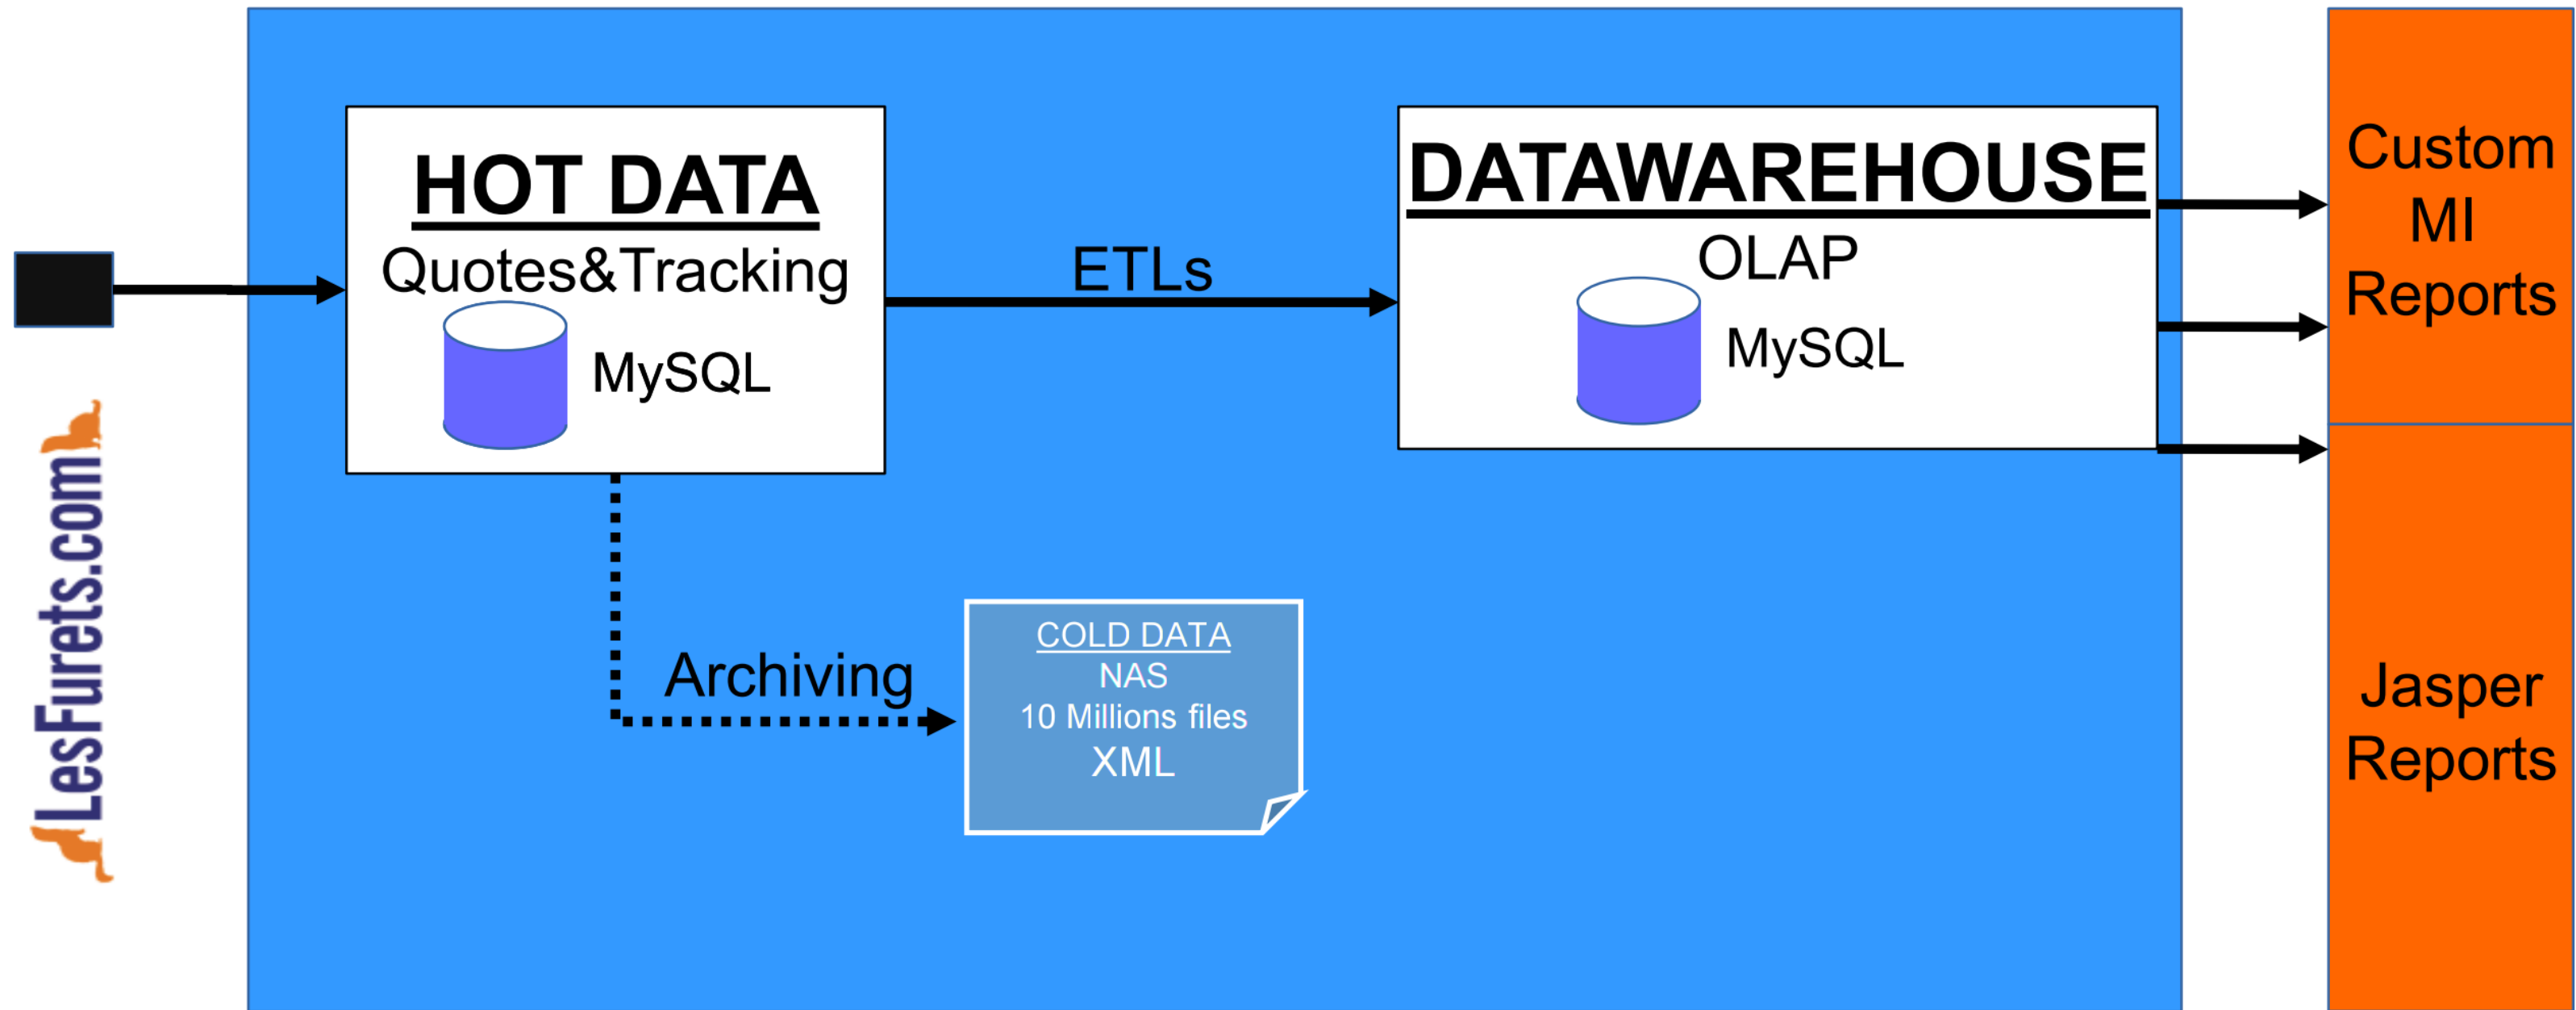 LesFurets.com
HOT DATA
Quotes&Tracking
MySQL
ETLs
DATAWAREHOUSE
OLAP
MySQL
Archiving
COLD DATA
NAS
10 Millions files
XML
Custom
MI
Reports
Jasper
Reports